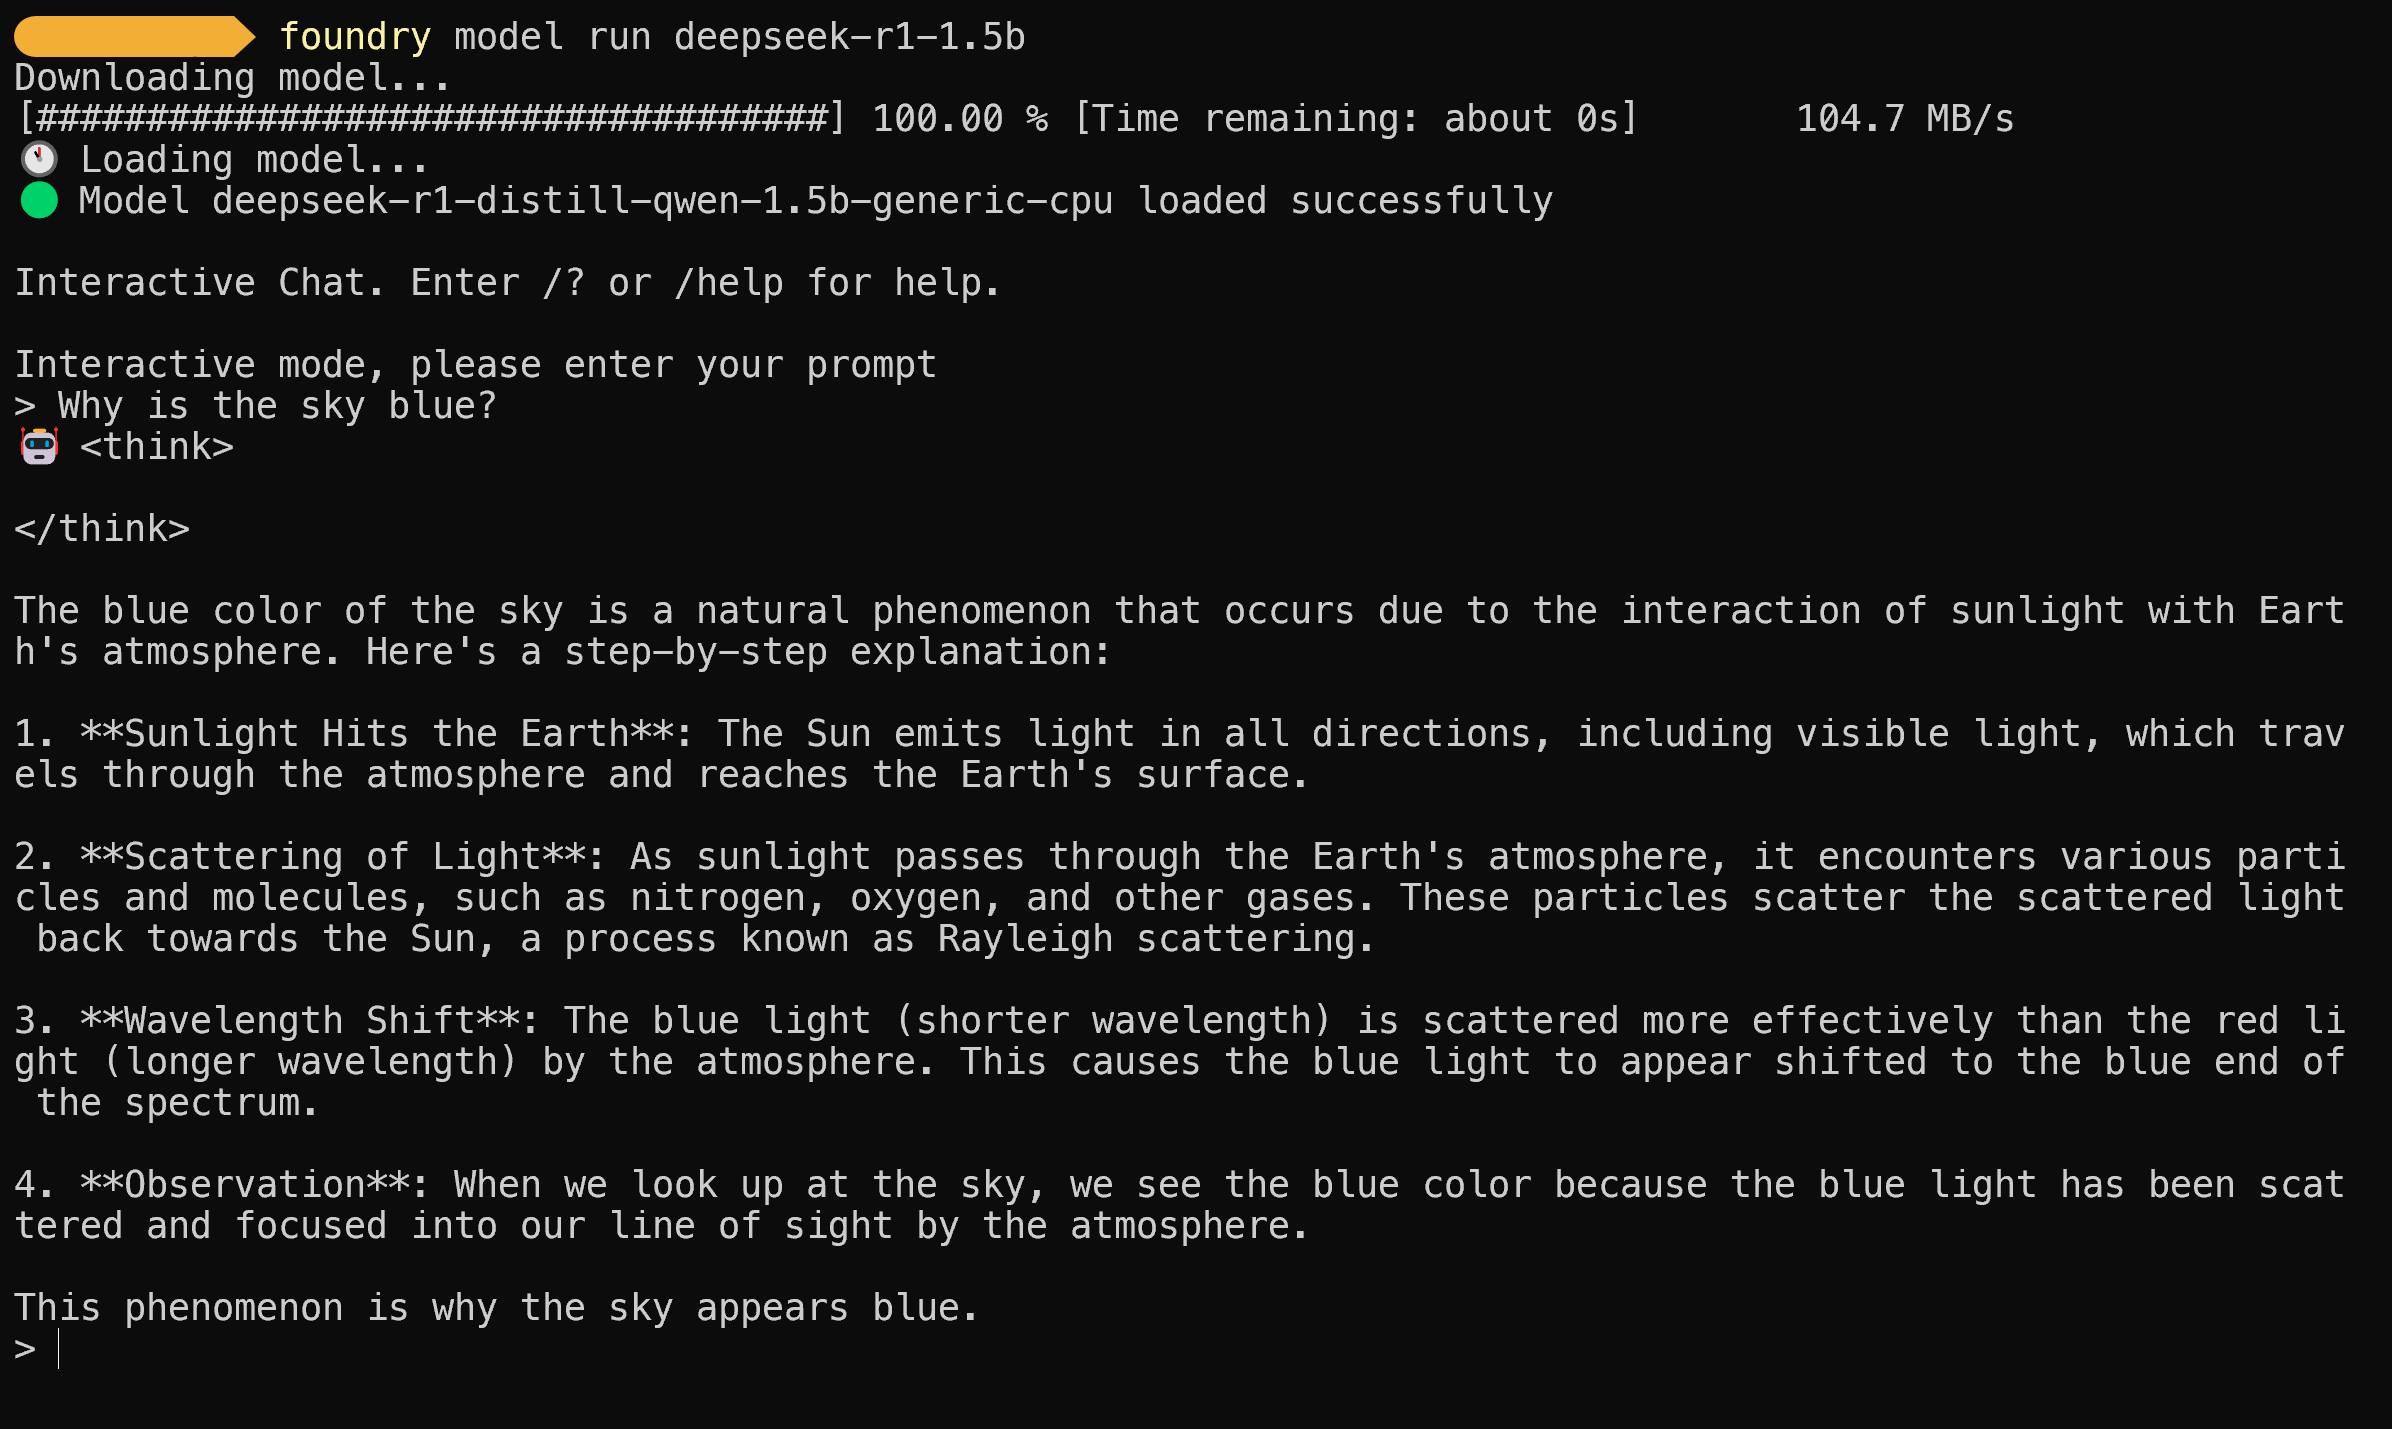 foundry model run deepseek-r1-1.5b
Downloading model...
[####################################] 100.00 % [Time remaining: about 0s]       104.7 MB/s
🕚 Loading model...
🟢 Model deepseek-r1-distill-qwen-1.5b-generic-cpu loaded successfully
Interactive Chat. Enter /? or /help for help.
Interactive mode, please enter your prompt
> Why is the sky blue?
🤖 <think>
</think>
The blue color of the sky is a natural phenomenon that occurs due to the interaction of sunlight with Eart
h's atmosphere. Here's a step-by-step explanation:
1. **Sunlight Hits the Earth**: The Sun emits light in all directions, including visible light, which trav
els through the atmosphere and reaches the Earth's surface.
2. **Scattering of Light**: As sunlight passes through the Earth's atmosphere, it encounters various parti
cles and molecules, such as nitrogen, oxygen, and other gases. These particles scatter the scattered light
 back towards the Sun, a process known as Rayleigh scattering.
3. **Wavelength Shift**: The blue light (shorter wavelength) is scattered more effectively than the red li
ght (longer wavelength) by the atmosphere. This causes the blue light to appear shifted to the blue end of
 the spectrum.
4. **Observation**: When we look up at the sky, we see the blue color because the blue light has been scat
tered and focused into our line of sight by the atmosphere.
This phenomenon is why the sky appears blue.
>